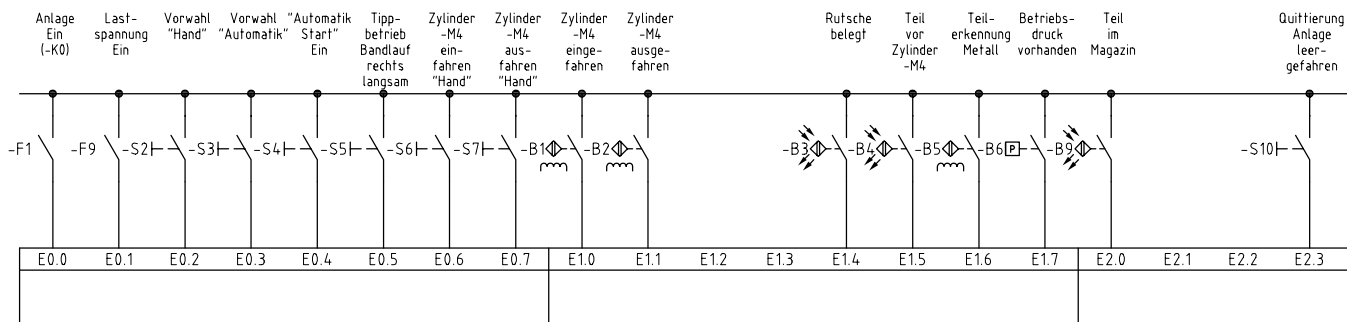 Anlage
Ein
(-K0)
Last-
spannung
Ein
Vorwahl
"Hand"
Vorwahl
"Automatik"
"Automatik
Start"
Ein
Tipp-
betrieb
Bandlauf
rechts
langsam
Zylinder
-M4
ein-
fahren
"Hand"
Zylinder
-M4
aus-
fahren
"Hand"
Zylinder
-M4
einge-
fahren
Zylinder
-M4
ausge-
fahren
Rutsche
belegt
Teil
vor
Zylinder
-M4
Teil-
erkennung
Metall
Betriebs-
druck
vorhanden
Teil
im
Magazin
Quittierung
Anlage
leer-
gefahren
-F1
-F9
-S2
-S3
-S4
-S5
-S6
-S7
-B1
-B2
-B3
-B4
-B5
-B6
P
-B9
-S10
E0.0
E0.1
E0.2
E0.3
E0.4
E0.5
E0.6
E0.7
E1.0
E1.1
E1.2
E1.3
E1.4
E1.5
E1.6
E1.7
E2.0
E2.1
E2.2
E2.3